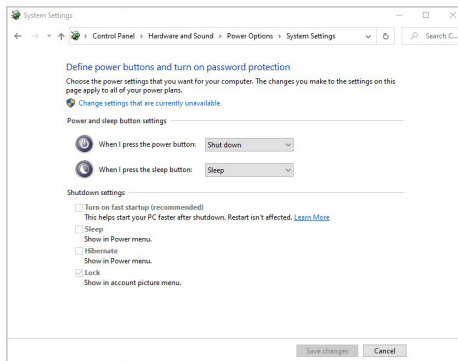 System Settings
Control Panel > Hardware and Sound > Power Options > System Settings
Search C...
Define power buttons and turn on password protection
Choose the power settings that you want for your computer. The changes you make to the settings on this
page apply to all of your power plans.
Change settings that are currently unavailable
Power and sleep button settings
When I press the power button: Shut down
When I press the sleep button: Sleep
Shutdown settings
Turn on fast startup (recommended)
This helps start your PC faster after shutdown. Restart isn't affected. Learn More
Sleep
Show in Power menu.
Hibernate
Show in Power menu.
Lock
Show in account picture menu.
Save changes Cancel